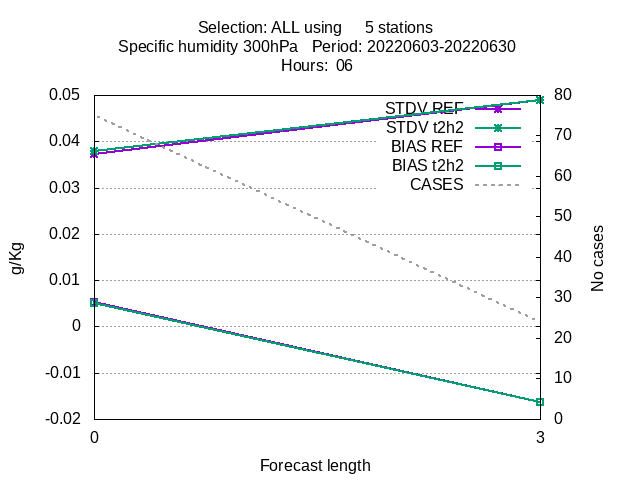 Selection: ALL using 5 stations
Specific humidity 300hPa Period: 20220603-20220630
Hours: 06
0.05
0.04
0.03
0.02
0.01
0
-0.01
-0.02
80
70
60
50
40
30
20
10
0
STDV REF
STDV t2h2
BIAS REF
BIAS t2h2
CASES
g/Kg
No cases
0
3
Forecast length